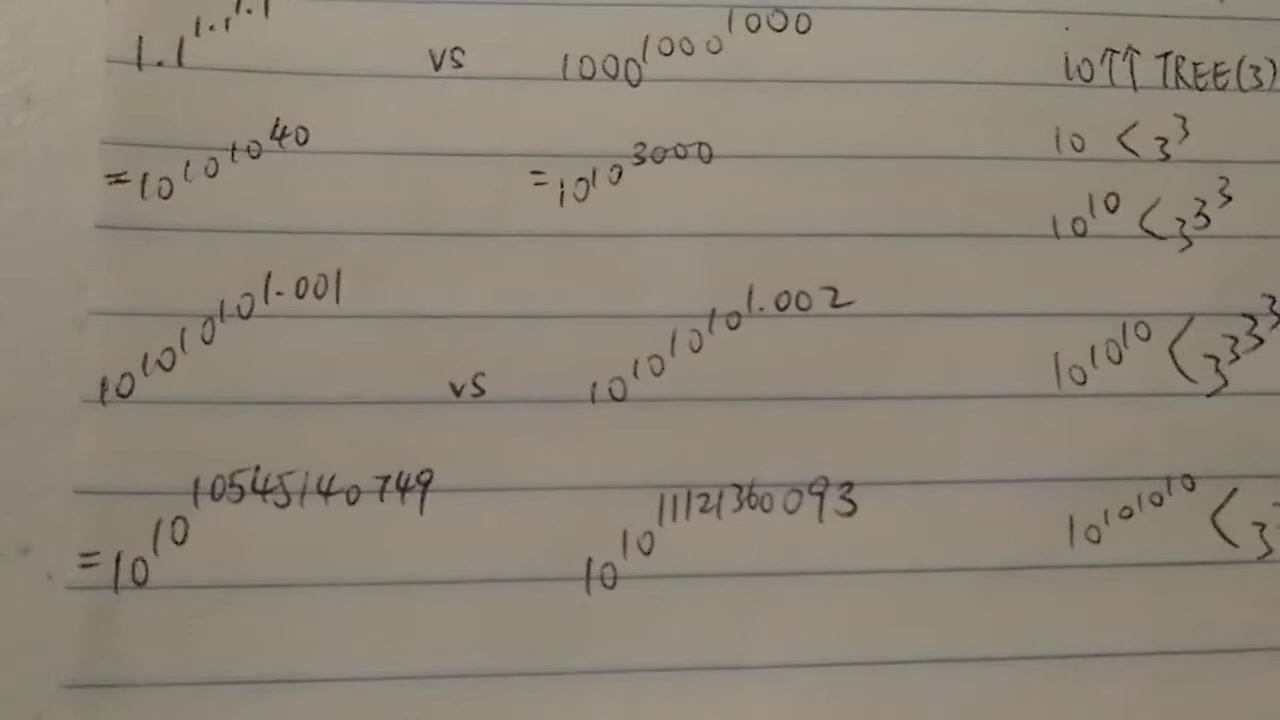 1.1^1.1^1.1 vs 1000^1000^1000 10↑↑ TREE(3)
=10^10^10^40 =10^10^3000 10 < 3^3
10^10 < 3^3^3
10^10^10^10^1.001 vs 10^10^10^10^1.002 10^10^10 < 3^3^3^3
=10^10^10545140749 10^10^11121360093 10^10^10^10 < 3